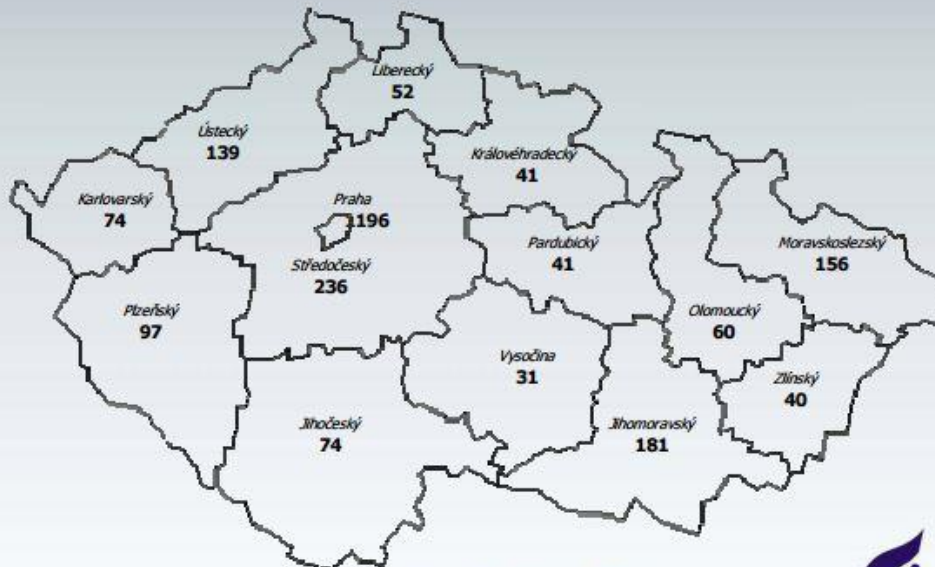 Liberecký
52
Ústecký
139
Královéhradecký
41
Karlovarský
74
Praha
1196
Pardubický
41
Moravskoslezský
156
Středočeský
236
Plzeňský
97
Olomoucký
60
Vysočina
31
Zlínský
40
Jihočeský
74
Jihomoravský
181